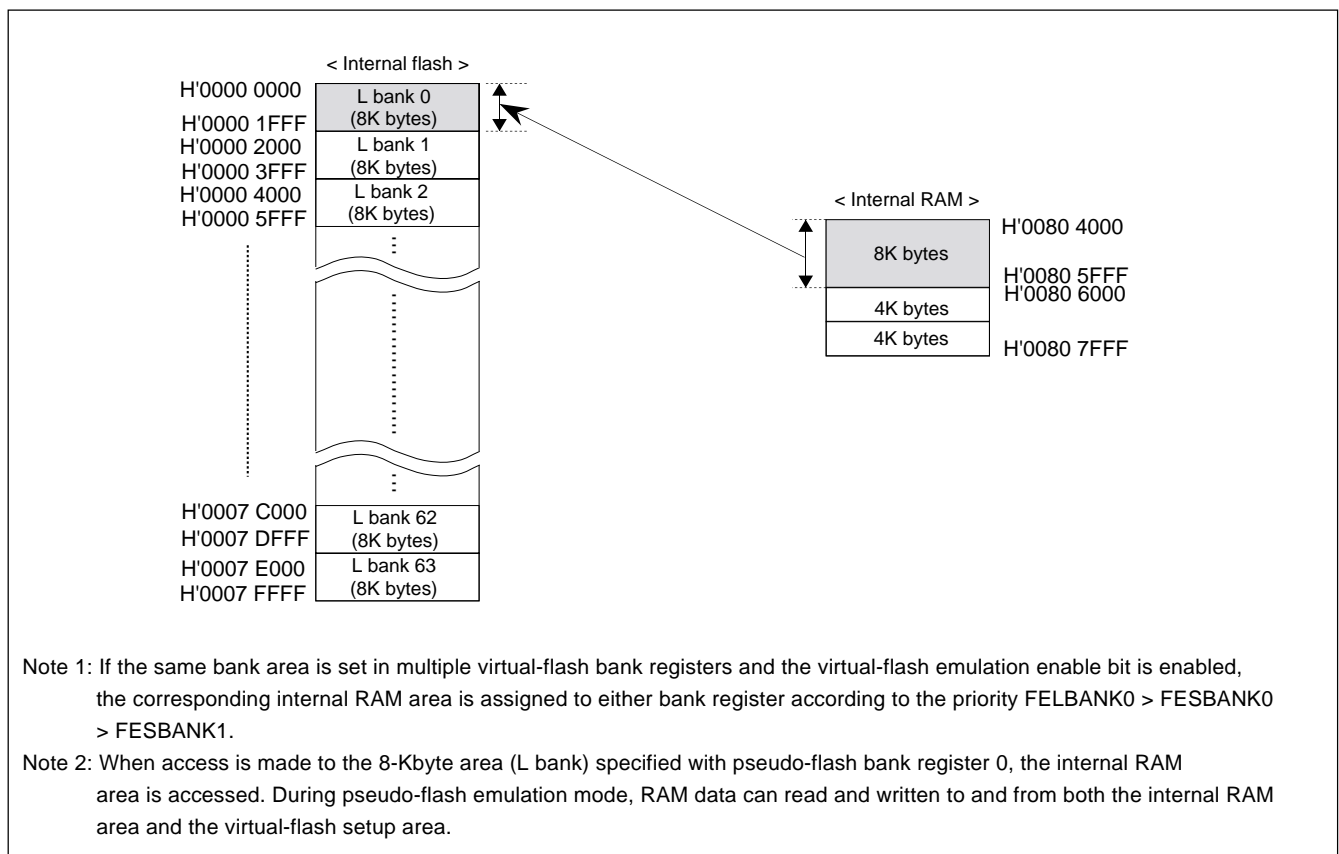 < Internal flash >
H'0000 0000
L bank 0
(8K bytes)
H'0000 1FFF
H'0000 2000
L bank 1
(8K bytes)
H'0000 3FFF
H'0000 4000
L bank 2
(8K bytes)
H'0000 5FFF
< Internal RAM >
H'0080 4000
8K bytes
H'0080 5FFF
H'0080 6000
4K bytes
4K bytes
H'0080 7FFF
H'0007 C000
L bank 62
H'0007 DFFF
(8K bytes)
H'0007 E000
L bank 63
H'0007 FFFF
(8K bytes)
Note 1: If the same bank area is set in multiple virtual-flash bank registers and the virtual-flash emulation enable bit is enabled,
the corresponding internal RAM area is assigned to either bank register according to the priority FELBANK0 > FESBANK0
> FESBANK1.
Note 2: When access is made to the 8-Kbyte area (L bank) specified with pseudo-flash bank register 0, the internal RAM
area is accessed. During pseudo-flash emulation mode, RAM data can read and written to and from both the internal RAM
area and the virtual-flash setup area.